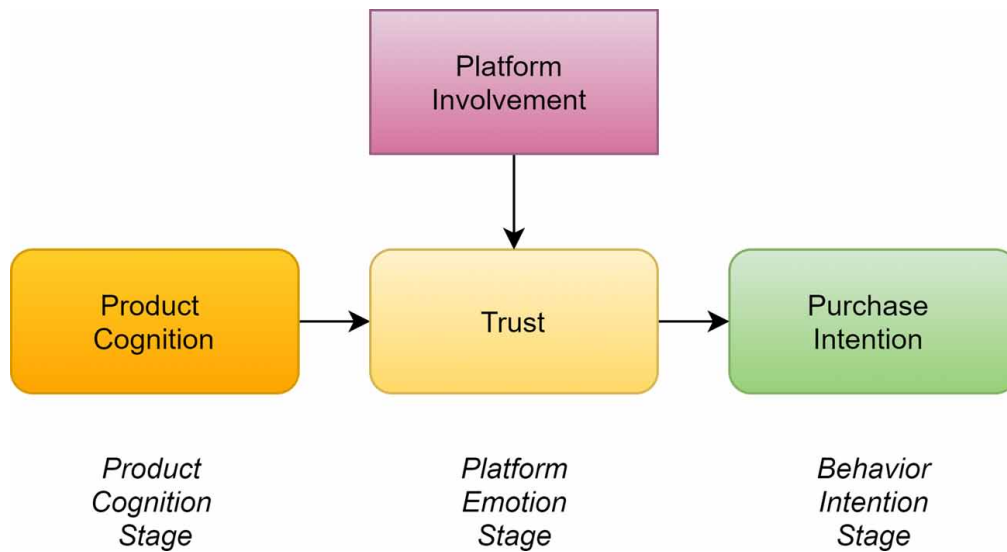 Platform
Involvement
Product
Cognition
Trust
Purchase
Intention
Product
Cognition
Stage
Platform
Emotion
Stage
Behavior
Intention
Stage